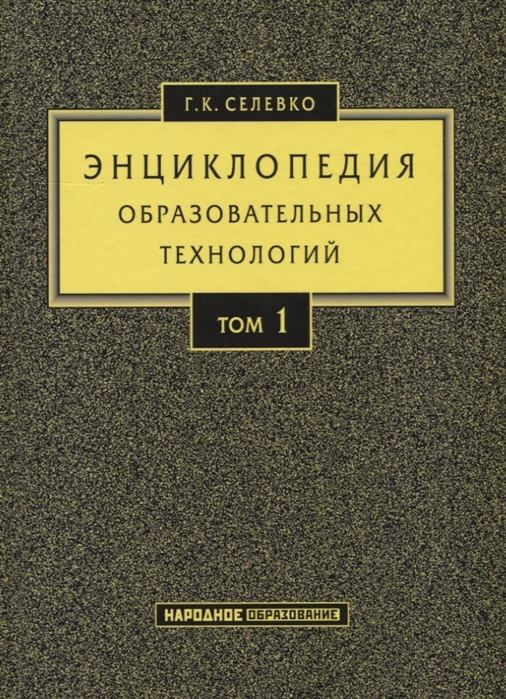 Г.К. СЕЛЕВКО
ЭНЦИКЛОПЕДИЯ
ОБРАЗОВАТЕЛЬНЫХ
ТЕХНОЛОГИЙ
ТОМ 1
НАРОДНОЕ ОБРАЗОВАНИЕ